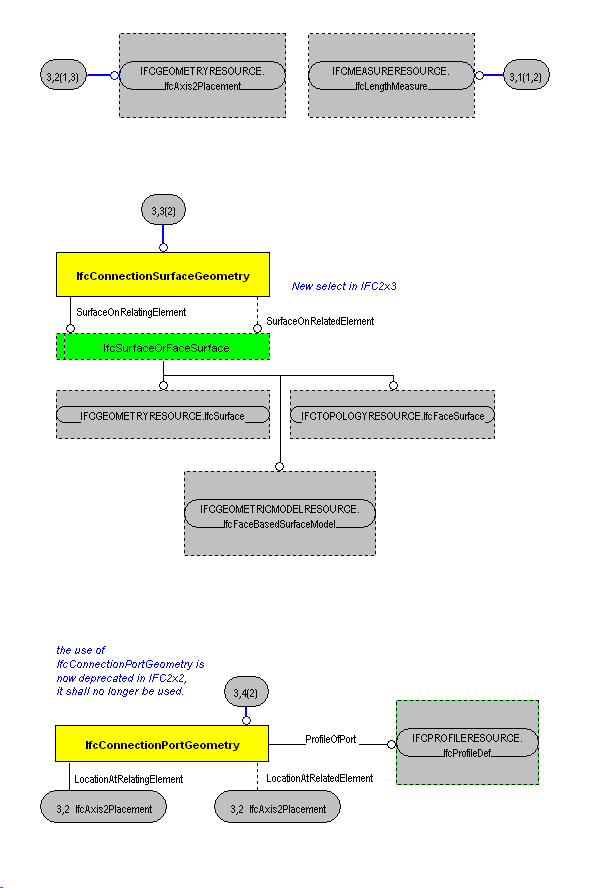 3,2(1,3)
IFCGEOMETRYRESOURCE.
IfcAxis2Placement
IFCMEASURERESOURCE.
IfcLengthMeasure
3,1(1,2)
3,3(2)
IfcConnectionSurfaceGeometry
New select in IFC2x3
SurfaceOnRelatingElement
SurfaceOnRelatedElement
IfcSurfaceOrFaceSurface
IFCGEOMETRYRESOURCE.IfcSurface
IFCTOPOLOGYRESOURCE.IfcFaceSurface
IFCGEOMETRICMODELRESOURCE.
IfcFaceBasedSurfaceModel
the use of
IfcConnectionPortGeometry is
now deprecated in IFC2x2,
it shall no longer be used.
3,4(2)
IfcConnectionPortGeometry
ProfileOfPort
IFCPROFILERESOURCE.
IfcProfileDef
LocationAtRelatingElement
LocationAtRelatedElement
3,2 IfcAxis2Placement
3,2 IfcAxis2Placement